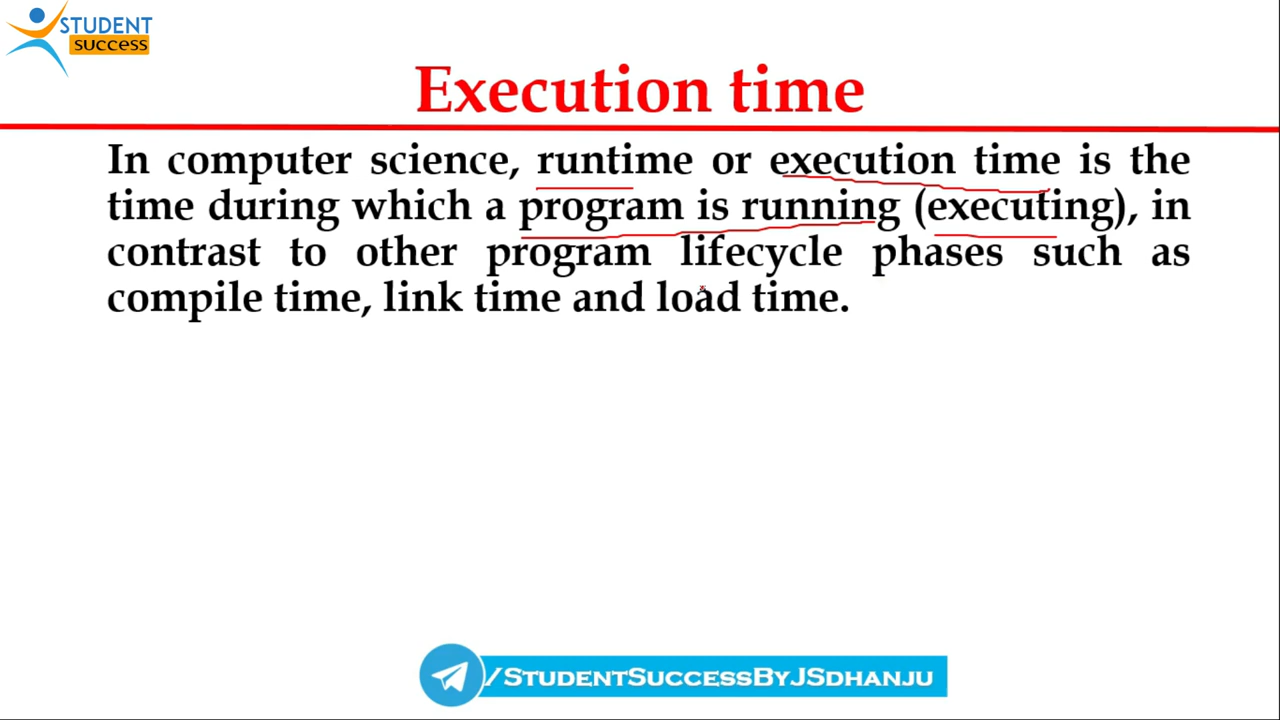 STUDENT
success
Execution time
In computer science, runtime or execution time is the
time during which a program is running (executing), in
contrast to other program lifecycle phases such as
compile time, link time and load time.
/STUDENTSUCCESSBYJSDHANJU